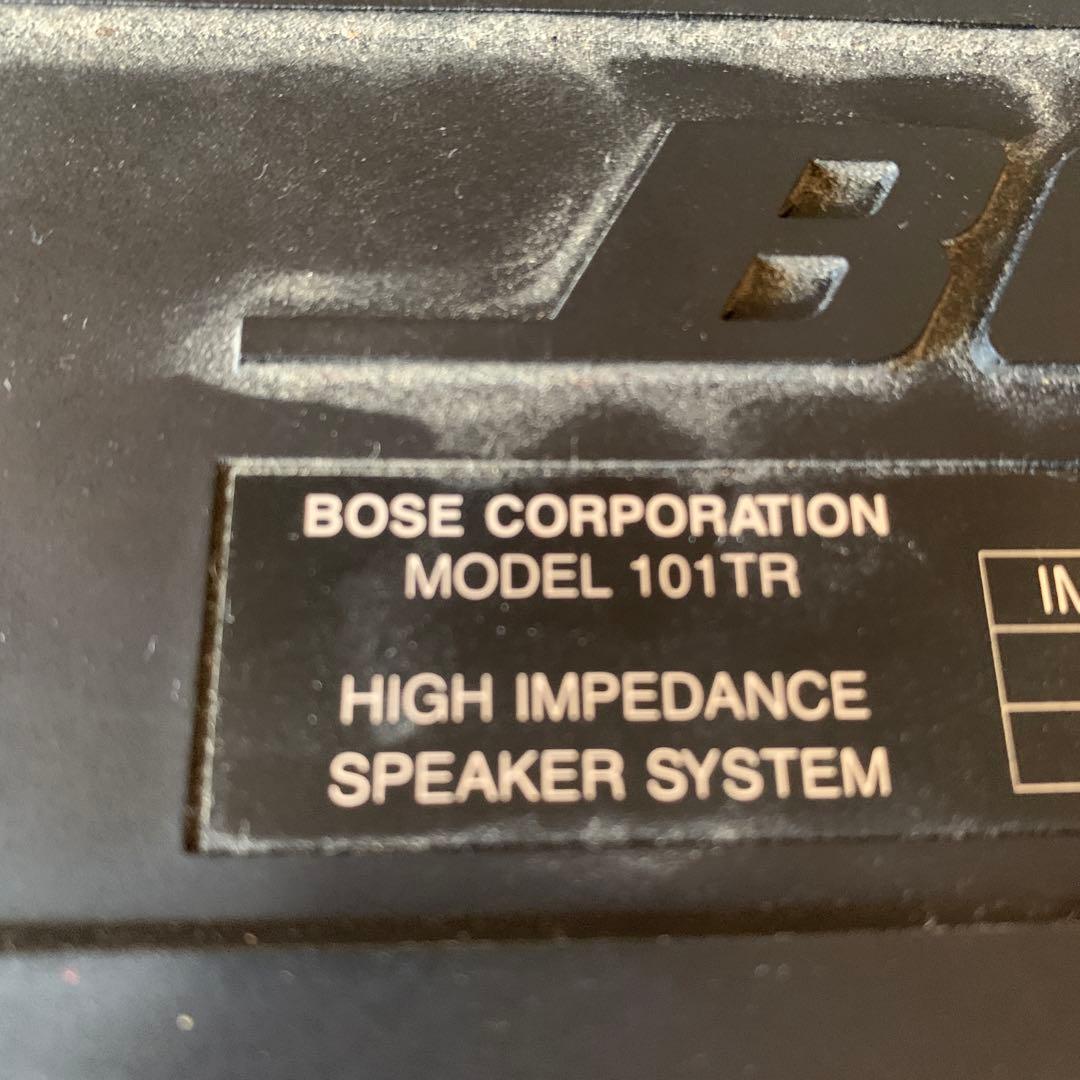 BOSE CORPORATION
MODEL 101TR
HIGH IMPEDANCE
SPEAKER SYSTEM